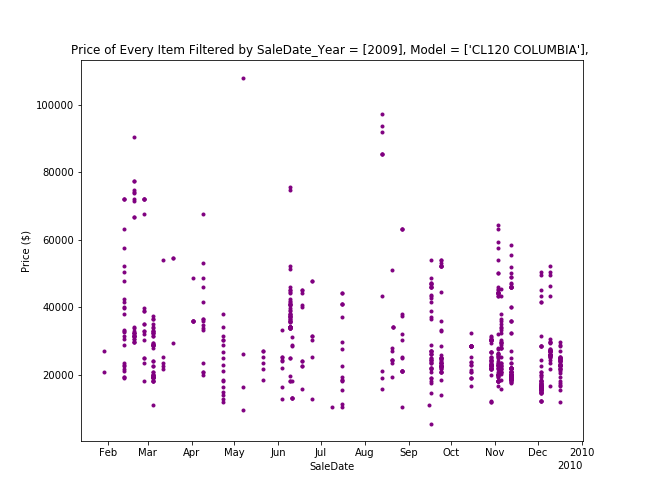 Price of Every Item Filtered by SaleDate_Year = [2009], Model = ['CL120 COLUMBIA'],
100000
80000
60000
40000
20000
Price ($)
Feb Mar Apr May Jun Jul Aug Sep Oct Nov Dec 2010
SaleDate
2010